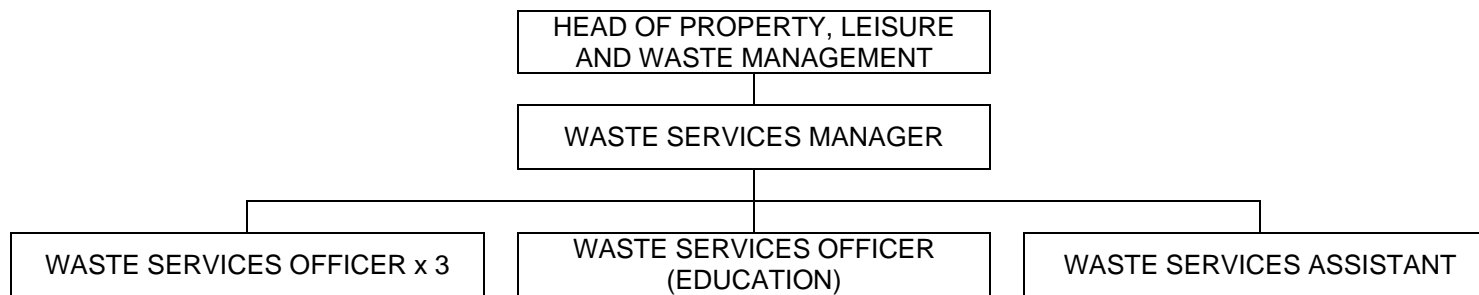 HEAD OF PROPERTY, LEISURE
AND WASTE MANAGEMENT
WASTE SERVICES MANAGER
WASTE SERVICES OFFICER x 3
WASTE SERVICES OFFICER
(EDUCATION)
WASTE SERVICES ASSISTANT